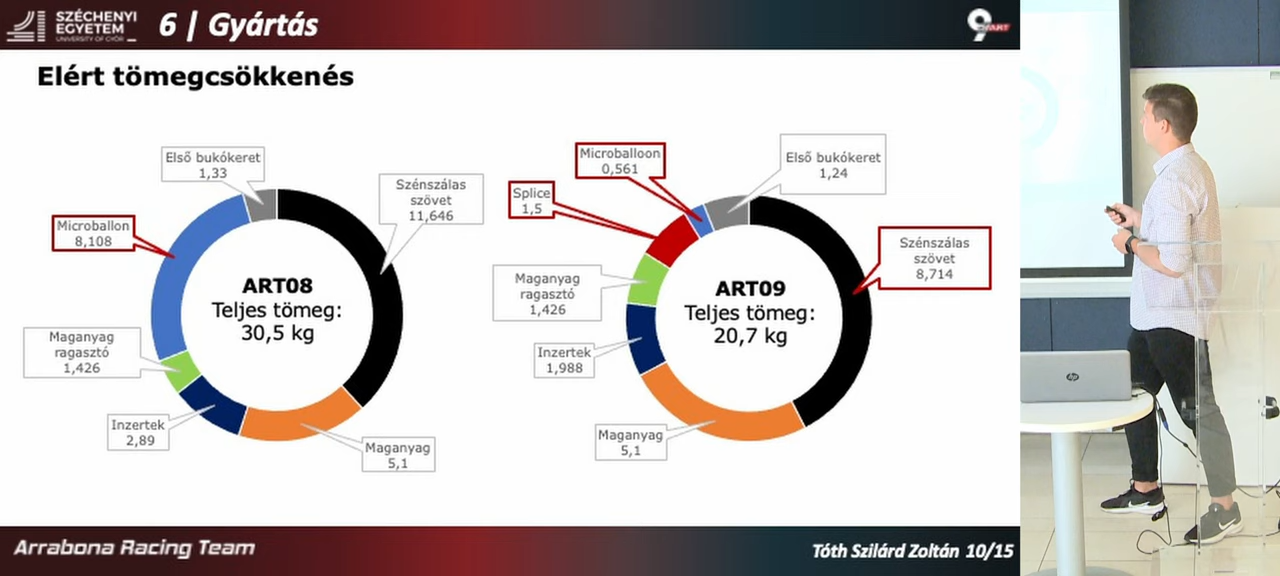 SZÉCHENYI
EGYETEM
UNIVERSITY OF GYŐR
6 | Gyártás
9
ART
Elért tömegcsökkenés
Első bukókeret
1,33
Szénszálas
szövet
11,646
Microballon
8,108
ART08
Teljes tömeg:
30,5 kg
Maganyag
ragasztó
1,426
Inzertek
2,89
Maganyag
5,1
Microballoon
0,561
Első bukókeret
1,24
Splice
1,5
Szénszálas
szövet
8,714
Maganyag
ragasztó
1,426
ART09
Teljes tömeg:
20,7 kg
Inzertek
1,988
Maganyag
5,1
Arrabona Racing Team
Tóth Szilárd Zoltán 10/15
hp